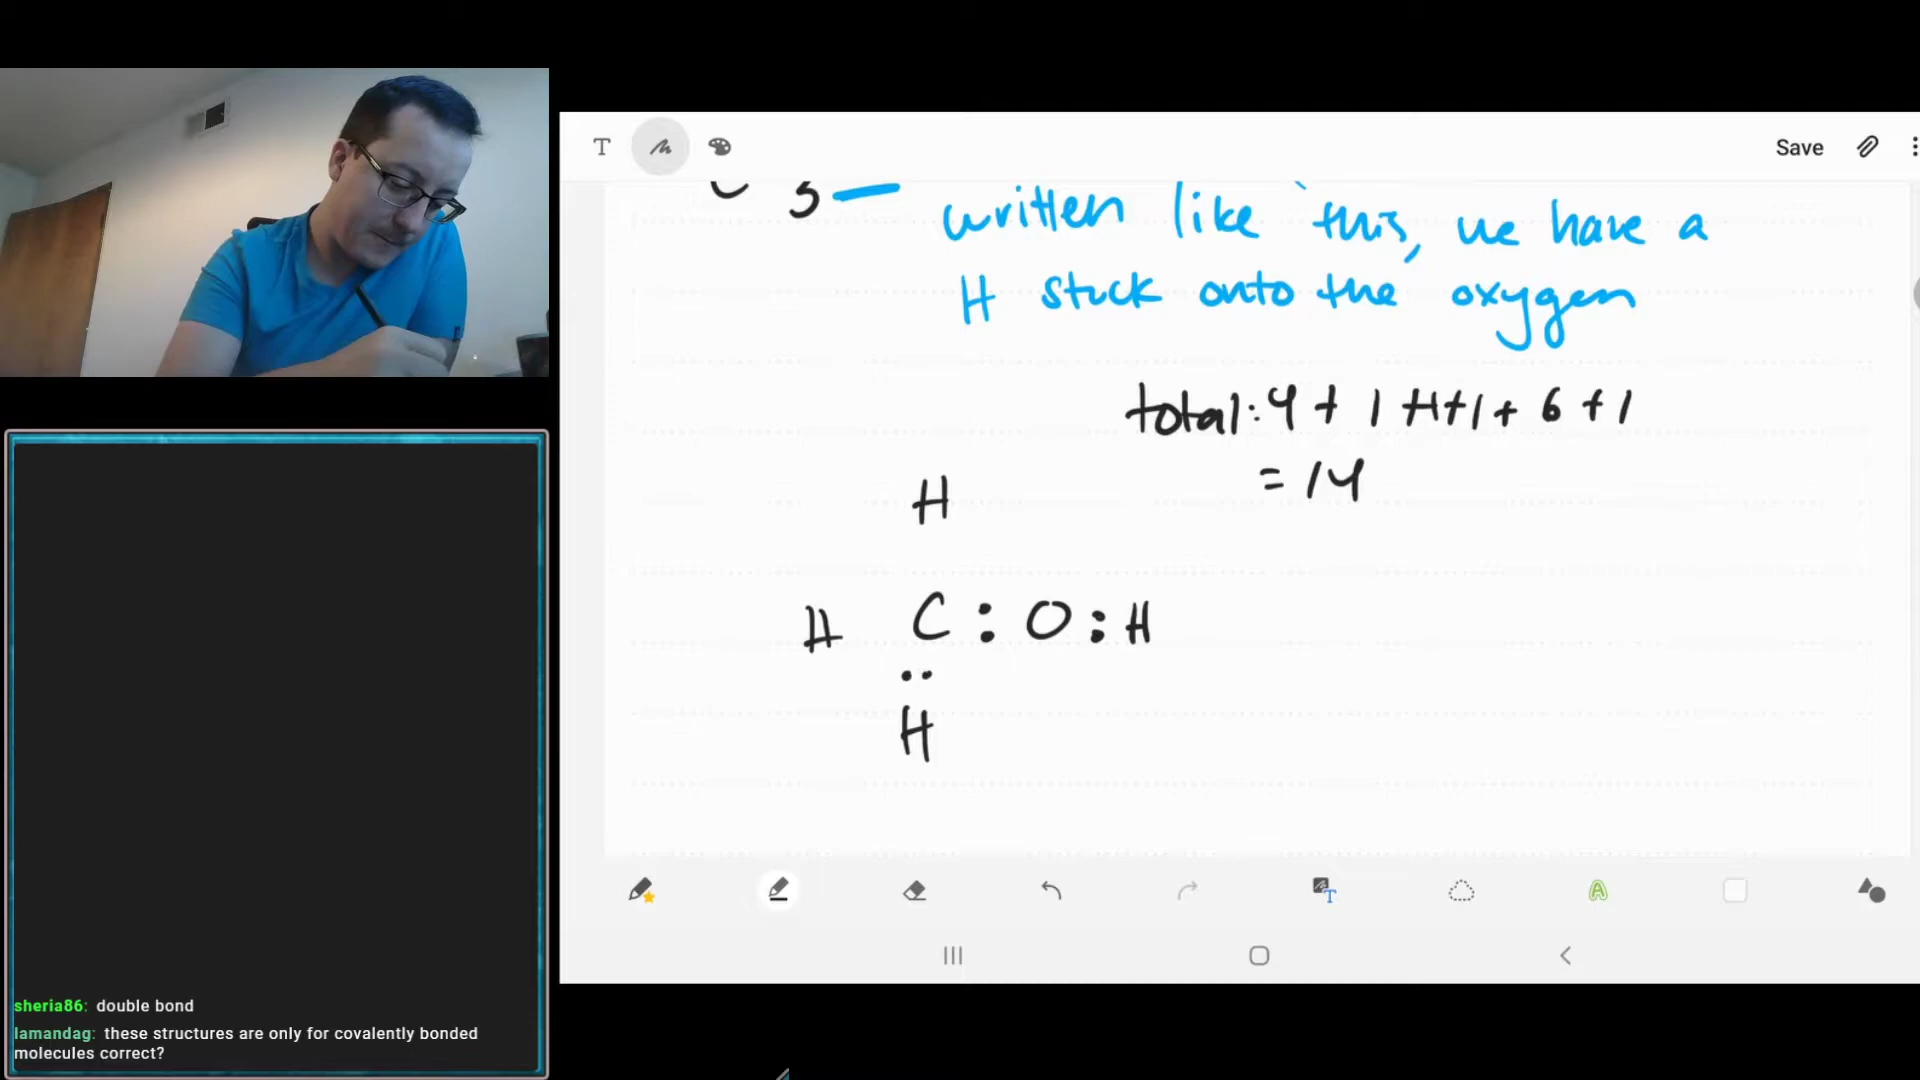 T
Save
written like this, we have a
H stuck onto the oxygen
total: 4 + 1 + 1 + 1 + 6 + 1
= 14
H
H C : O : H
..
H
T
A
sheria86: double bond
lamandag: these structures are only for covalently bonded
molecules correct?